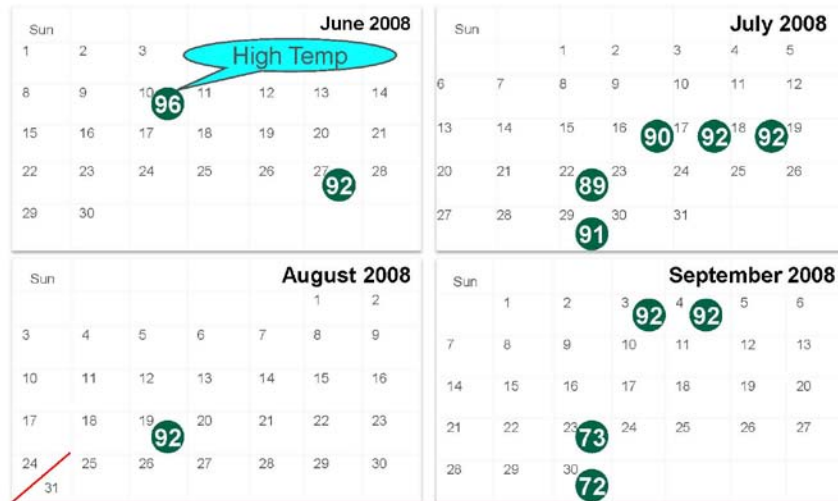 June 2008
Sun
1 2 3
High Temp
8 9 10 11 12 13 14
96
15 16 17 18 19 20 21
22 23 24 25 26 27 28
92
29 30
July 2008
Sun
1 2 3 4 5
6 7 8 9 10 11 12
13 14 15 16 90 17 92 18 92 19
20 21 22 23 24 25 26
89
27 28 29 30 31
91
August 2008
Sun
1 2
3 4 5 6 7 8 9
10 11 12 13 14 15 16
17 18 19 20 21 22 23
92
24 25 26 27 28 29 30
31
September 2008
Sun
1 2 3 92 4 92 5 6
7 8 9 10 11 12 13
14 15 16 17 18 19 20
21 22 23 24 25 26 27
73
28 29 30
72